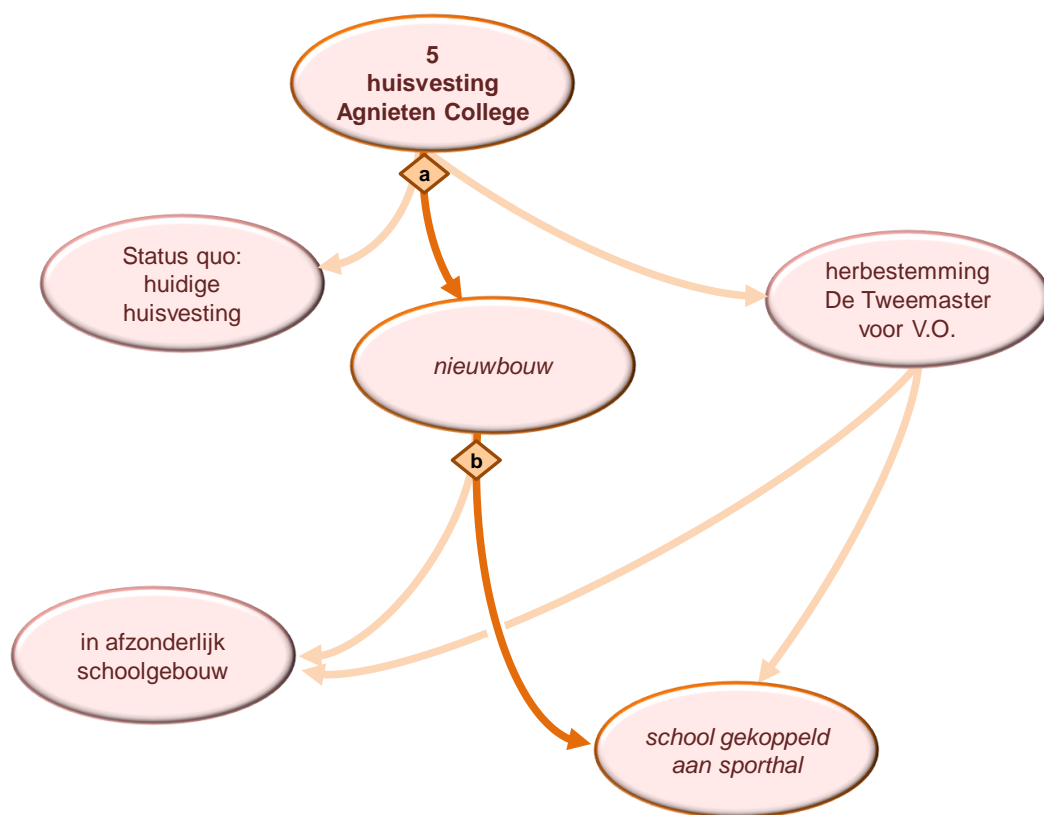 5
huisvesting
Agnieten College
a
Status quo:
huidige
huisvesting
herbestemming
De Tweemaster
voor V.O.
nieuwbouw
b
in afzonderlijk
schoolgebouw
school gekoppeld
aan sporthal